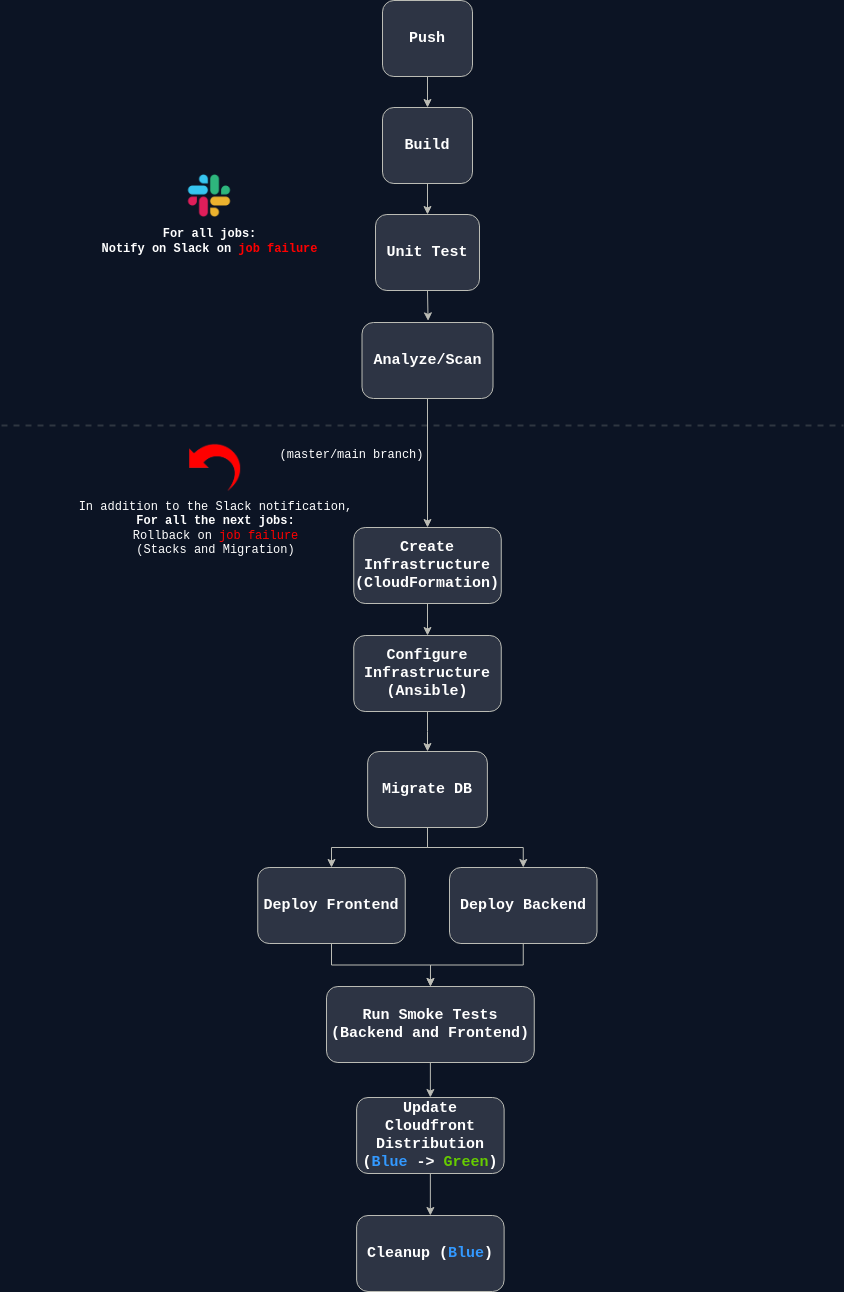 Push
Build
For all jobs:
Notify on Slack on job failure
Unit Test
Analyze/Scan
(master/main branch)
In addition to the Slack notification,
For all the next jobs:
Rollback on job failure
(Stacks and Migration)
Create
Infrastructure
(CloudFormation)
Configure
Infrastructure
(Ansible)
Migrate DB
Deploy Frontend
Deploy Backend
Run Smoke Tests
(Backend and Frontend)
Update
Cloudfront
Distribution
(Blue -> Green)
Cleanup (Blue)